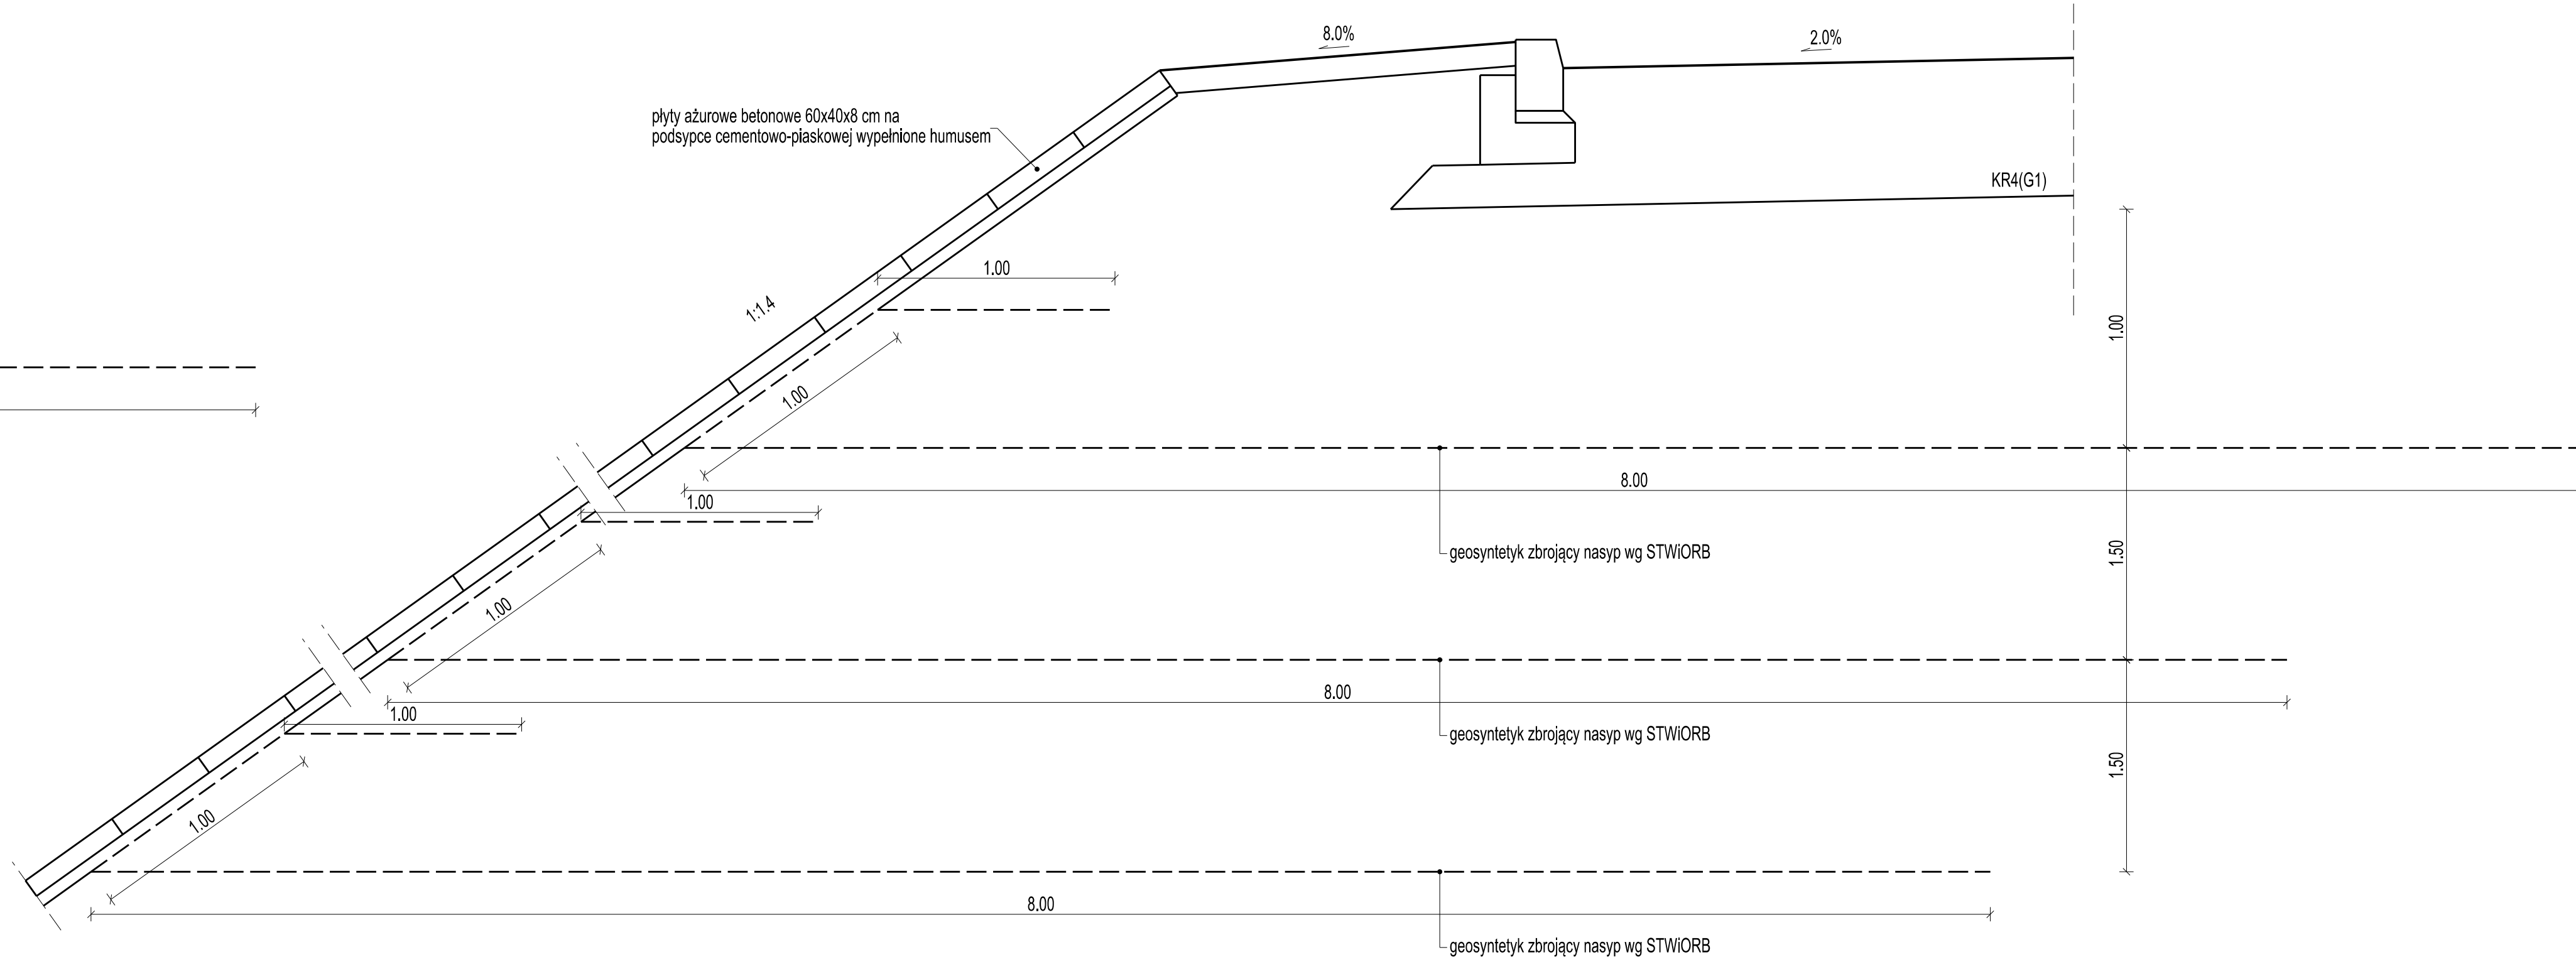 8.0%
2.0%
płyty ażurowe betonowe 60x40x8 cm na
podsypce cementowo-piaskowej wypełnione humusem
KR4(G1)
1.00
1:1.4
1.00
1.00
8.00
1.00
geosyntetyk zbrojący nasyp wg STWiORB
1.50
1.00
8.00
1.00
geosyntetyk zbrojący nasyp wg STWiORB
1.50
1.00
8.00
geosyntetyk zbrojący nasyp wg STWiORB